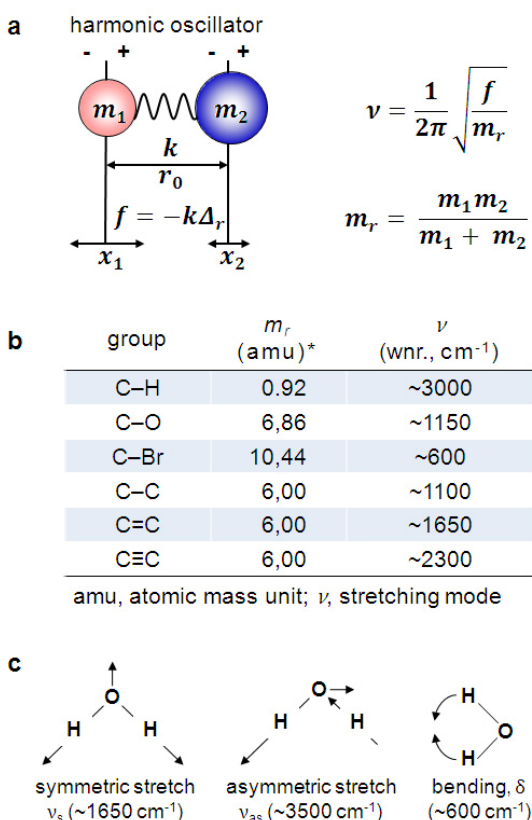 a
harmonic oscillator
- + - +
m₁ m₂
k
r₀
f = −kΔᵣ
x₁ x₂
ν = 1/2π √f/mᵣ
mᵣ = m₁m₂/m₁ + m₂
b
group mᵣ (amu)* ν (wnr., cm⁻¹)
C–H 0.92 ~3000
C–O 6,86 ~1150
C–Br 10,44 ~600
C–C 6,00 ~1100
C=C 6,00 ~1650
C≡C 6,00 ~2300
amu, atomic mass unit; ν, stretching mode
c
O H H
O H H
H O H
symmetric stretch
νₛ (~1650 cm⁻¹)
asymmetric stretch
νₐₛ (~3500 cm⁻¹)
bending, δ
(~600 cm⁻¹)